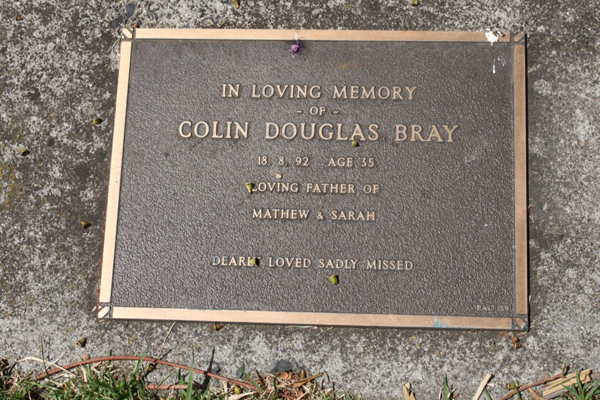 IN LOVING MEMORY
- OF -
COLIN DOUGLAS BRAY
18. 8. 92 AGE 35
LOVING FATHER OF
MATHEW & SARAH
DEARLY LOVED SADLY MISSED